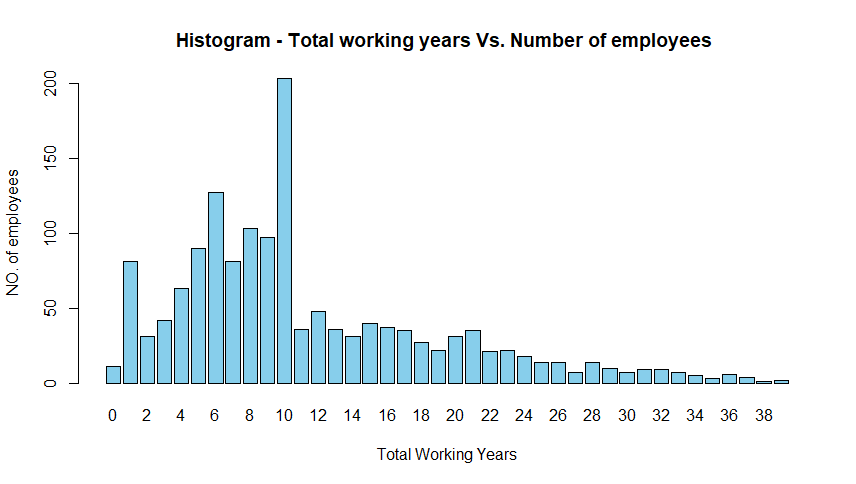 Histogram - Total working years Vs. Number of employees
NO. of employees
200
150
100
50
0
0 2 4 6 8 10 12 14 16 18 20 22 24 26 28 30 32 34 36 38
Total Working Years